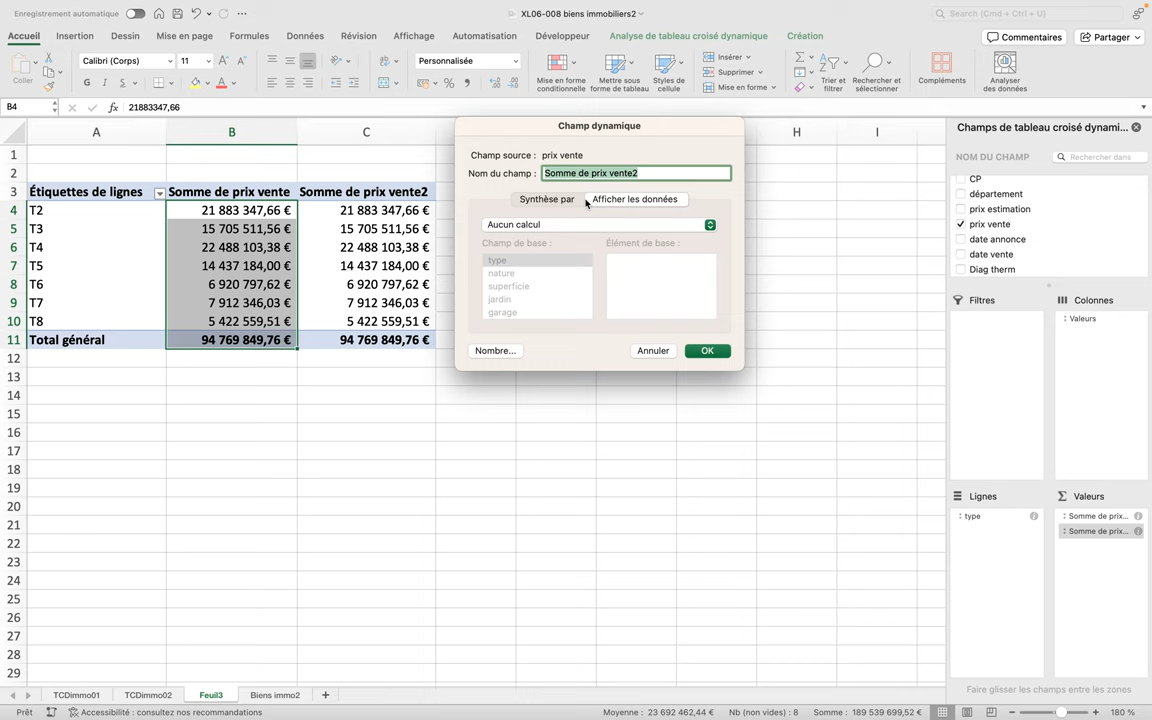 Enregistrement automatique
XL06-008 biens immobiliers2
Search (Cmd + Ctrl + U)
Accueil Insertion Dessin Mise en page Formules Données Révision Affichage Automatisation Développeur Analyse de tableau croisé dynamique Création
Commentaires
Partager
Coller
Calibri (Corps) 11
G I S
Personnalisée
Mise en forme conditionnelle
Mettre sous forme de tableau
Styles de cellule
Insérer
Supprimer
Mise en forme
Trier et filtrer
Rechercher et sélectionner
Compléments
Analyse des données
B4 fx 21883347,66
A B C H I
1
2
3 Étiquettes de lignes Somme de prix vente Somme de prix vente2
4 T2 21 883 347,66 € 21 883 347,66 €
5 T3 15 705 511,56 € 15 705 511,56 €
6 T4 22 488 103,38 € 22 488 103,38 €
7 T5 14 437 184,00 € 14 437 184,00 €
8 T6 6 920 797,62 € 6 920 797,62 €
9 T7 7 912 346,03 € 7 912 346,03 €
10 T8 5 422 559,51 € 5 422 559,51 €
11 Total général 94 769 849,76 € 94 769 849,76 €
12
13
14
15
16
17
18
19
20
21
22
23
24
25
26
27
28
29
Champ dynamique
Champ source : prix vente
Nom du champ : Somme de prix vente2
Synthèse par Afficher les données
Aucun calcul
Champ de base : Élément de base :
type
nature
superficie
jardin
garage
Nombre... Annuler OK
Champs de tableau croisé dynami...
NOM DU CHAMP Rechercher dans
CP
département
prix estimation
prix vente
date annonce
date vente
Diag therm
Filtres Colonnes
Valeurs
Lignes Valeurs
type Somme de prix...
Somme de prix...
Faire glisser les champs entre les zones
TCDimmo01 TCDimmo02 Feuil3 Biens immo2 +
Prêt Accessibilité : consultez nos recommandations Moyenne : 23 692 462,44 € Nb (non vides) : 8 Somme : 189 539 699,52 € 180 %